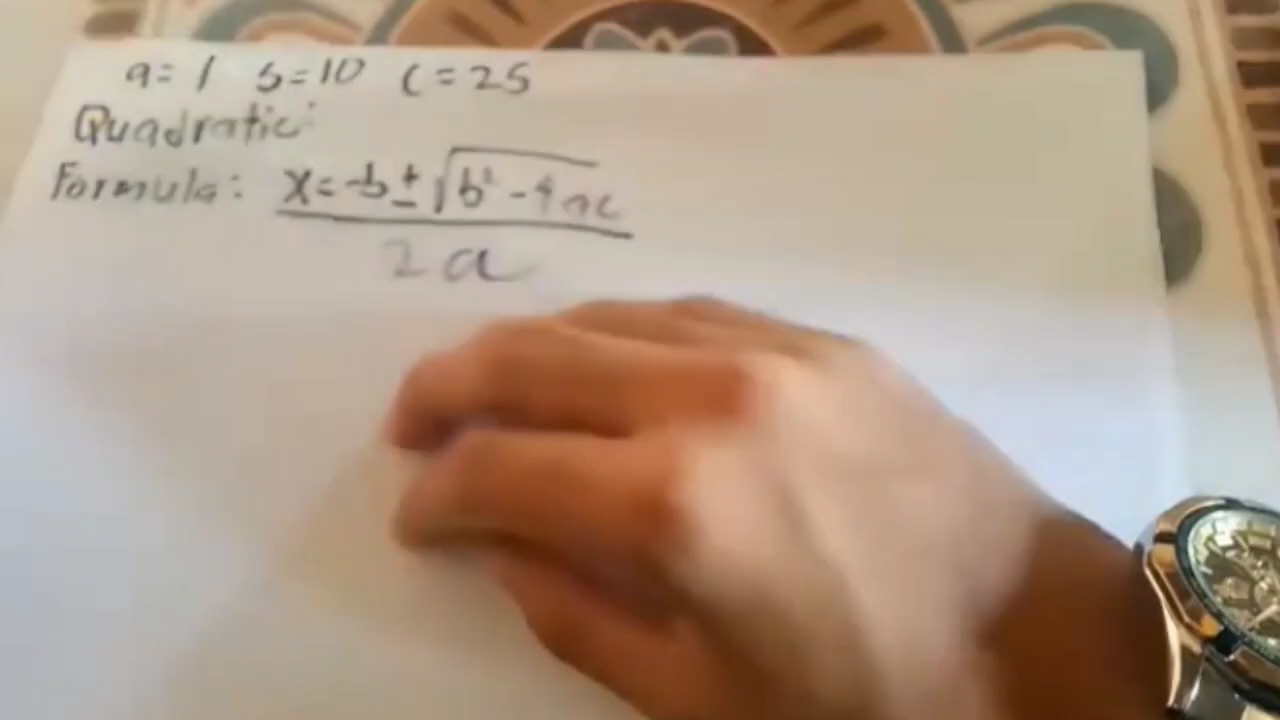 a=1 b=10 c=25
Quadratic:
Formula: x=-b±√b²-4ac
2a